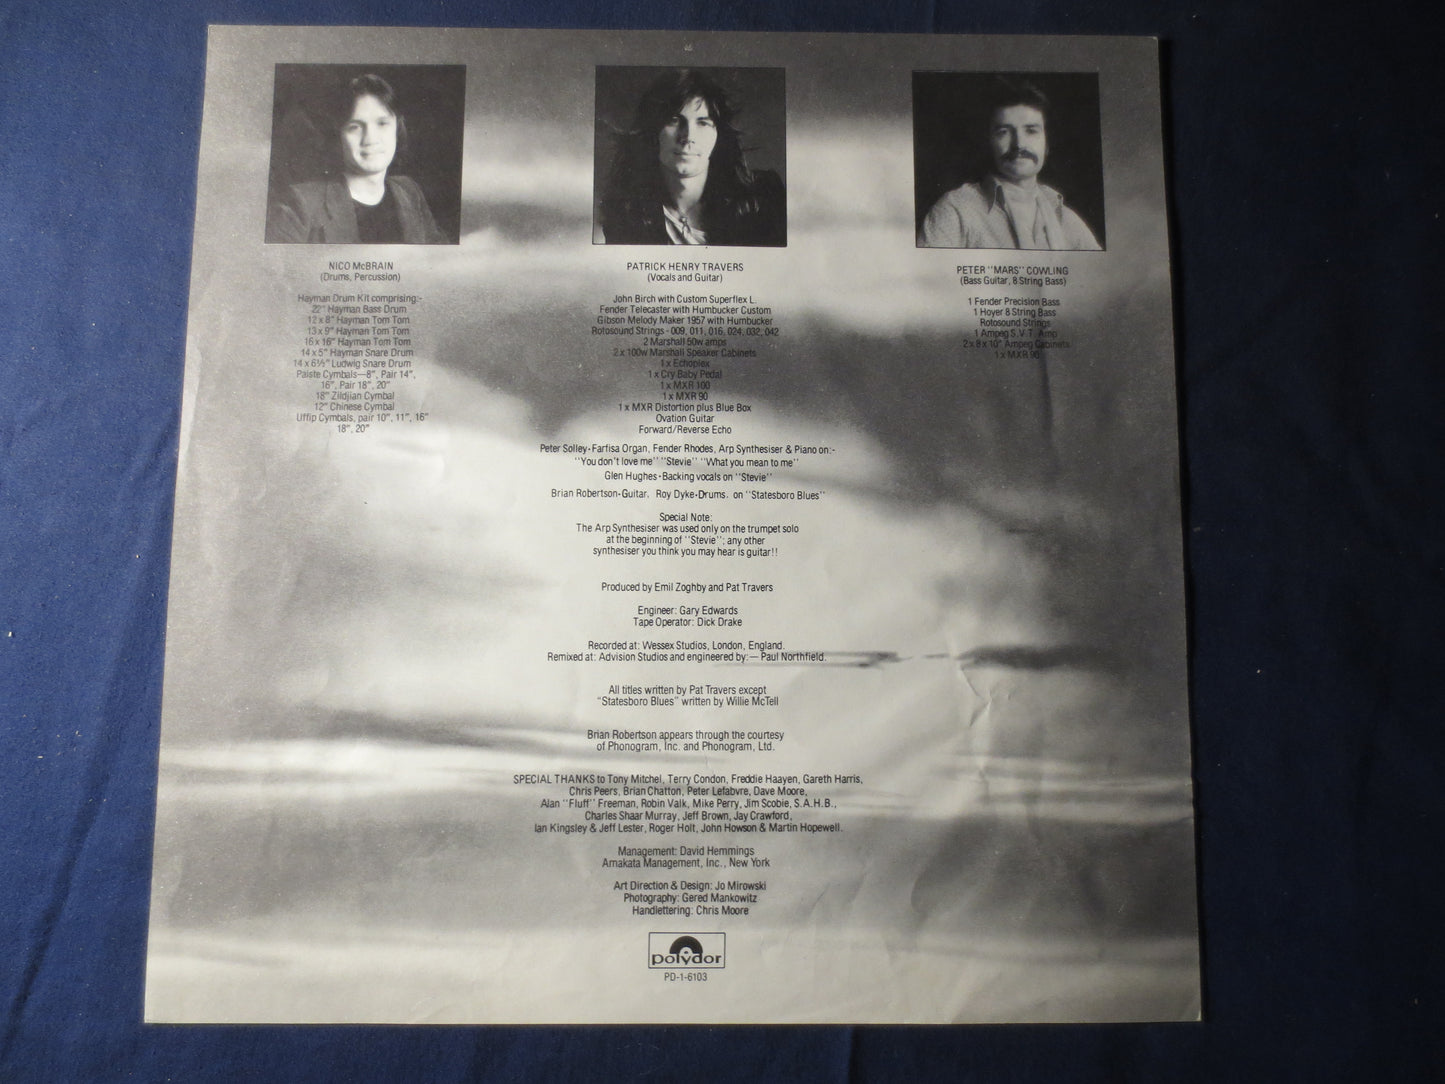 NICO McBRAIN
(Drums, Percussion)
Hayman Drum Kit comprising:-
22" Hayman Bass Drum
12 x 8" Hayman Tom Tom
13 x 9" Hayman Tom Tom
16 x 16" Hayman Tom Tom
14 x 5" Hayman Snare Drum
14 x 6½" Ludwig Snare Drum
Paiste Cymbals—8", Pair 14",
16", Pair 18", 20"
18" Zildjian Cymbal
12" Chinese Cymbal
Uffip Cymbals, pair 10", 11", 16"
18", 20"
PATRICK HENRY TRAVERS
(Vocals and Guitar)
John Birch with Custom Superflex L.
Fender Telecaster with Humbucker Custom
Gibson Melody Maker 1957 with Humbucker
Rotosound Strings - 009, 011, 016, 024, 032, 042
2 Marshall 50w amps
2 x 100w Marshall Speaker Cabinets
1 x Echoplex
1 x Cry Baby Pedal
1 x MXR 100
1 x MXR 90
1 x MXR Distortion plus Blue Box
Ovation Guitar
Forward/Reverse Echo
PETER "MARS" COWLING
(Bass Guitar, 8 String Bass)
1 Fender Precision Bass
1 Hoyer 8 String Bass
Rotosound Strings
1 Ampeg S.V.T. Amp
2 x 8 x 10" Ampeg Cabinets
1 x MXR 90
Peter Solley-Farfisa Organ, Fender Rhodes, Arp Synthesiser & Piano on:-
"You don't love me" "Stevie" "What you mean to me"
Glen Hughes-Backing vocals on "Stevie"
Brian Robertson-Guitar. Roy Dyke-Drums. on "Statesboro Blues"
Special Note:
The Arp Synthesiser was used only on the trumpet solo
at the beginning of "Stevie"; any other
synthesiser you think you may hear is guitar!!
Produced by Emil Zoghby and Pat Travers
Engineer: Gary Edwards
Tape Operator: Dick Drake
Recorded at: Wessex Studios, London, England.
Remixed at: Advision Studios and engineered by:— Paul Northfield.
All titles written by Pat Travers except
"Statesboro Blues" written by Willie McTell
Brian Robertson appears through the courtesy
of Phonogram, Inc. and Phonogram, Ltd.
SPECIAL THANKS to Tony Mitchel, Terry Condon, Freddie Haayen, Gareth Harris,
Chris Peers, Brian Chatton, Peter Lefabvre, Dave Moore,
Alan "Fluff" Freeman, Robin Valk, Mike Perry, Jim Scobie, S.A.H.B.,
Charles Shaar Murray, Jeff Brown, Jay Crawford,
Ian Kingsley & Jeff Lester, Roger Holt, John Howson & Martin Hopewell.
Management: David Hemmings
Arnakata Management, Inc., New York
Art Direction & Design: Jo Mirowski
Photography: Gered Mankowitz
Handlettering: Chris Moore
polydor
PD-1-6103